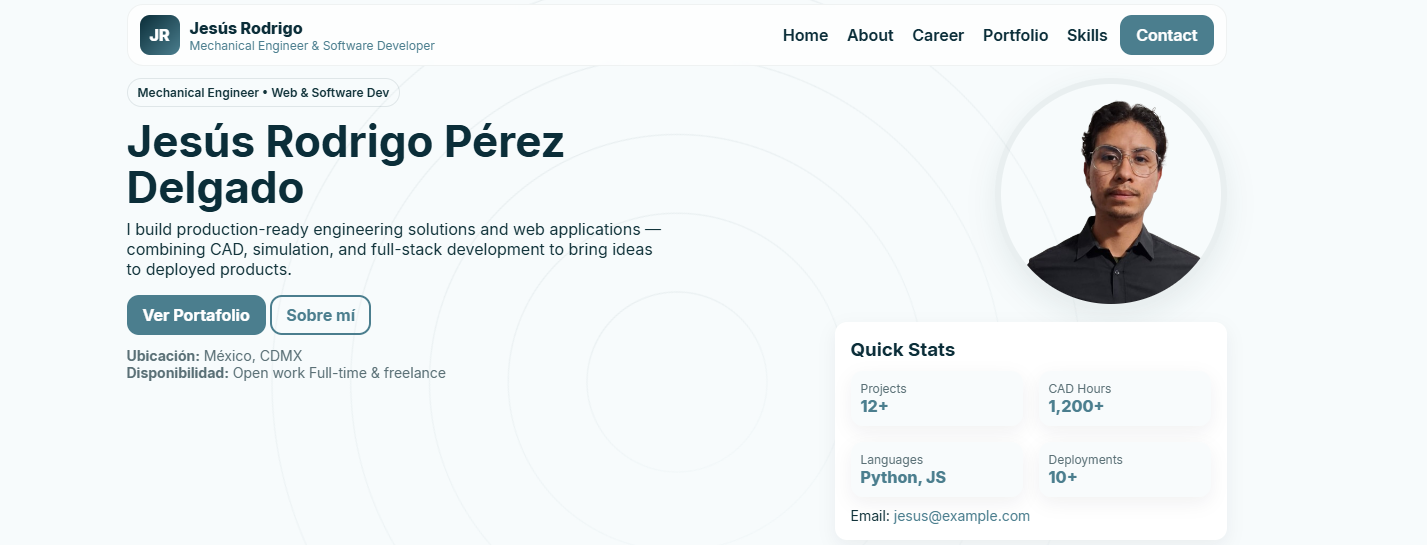 JR
Jesús Rodrigo
Mechanical Engineer & Software Developer
Home About Career Portfolio Skills Contact
Mechanical Engineer • Web & Software Dev
Jesús Rodrigo Pérez
Delgado
I build production-ready engineering solutions and web applications —
combining CAD, simulation, and full-stack development to bring ideas
to deployed products.
Ver Portafolio Sobre mí
Ubicación: México, CDMX
Disponibilidad: Open work Full-time & freelance
Quick Stats
Projects
12+
CAD Hours
1,200+
Languages
Python, JS
Deployments
10+
Email: jesus@example.com